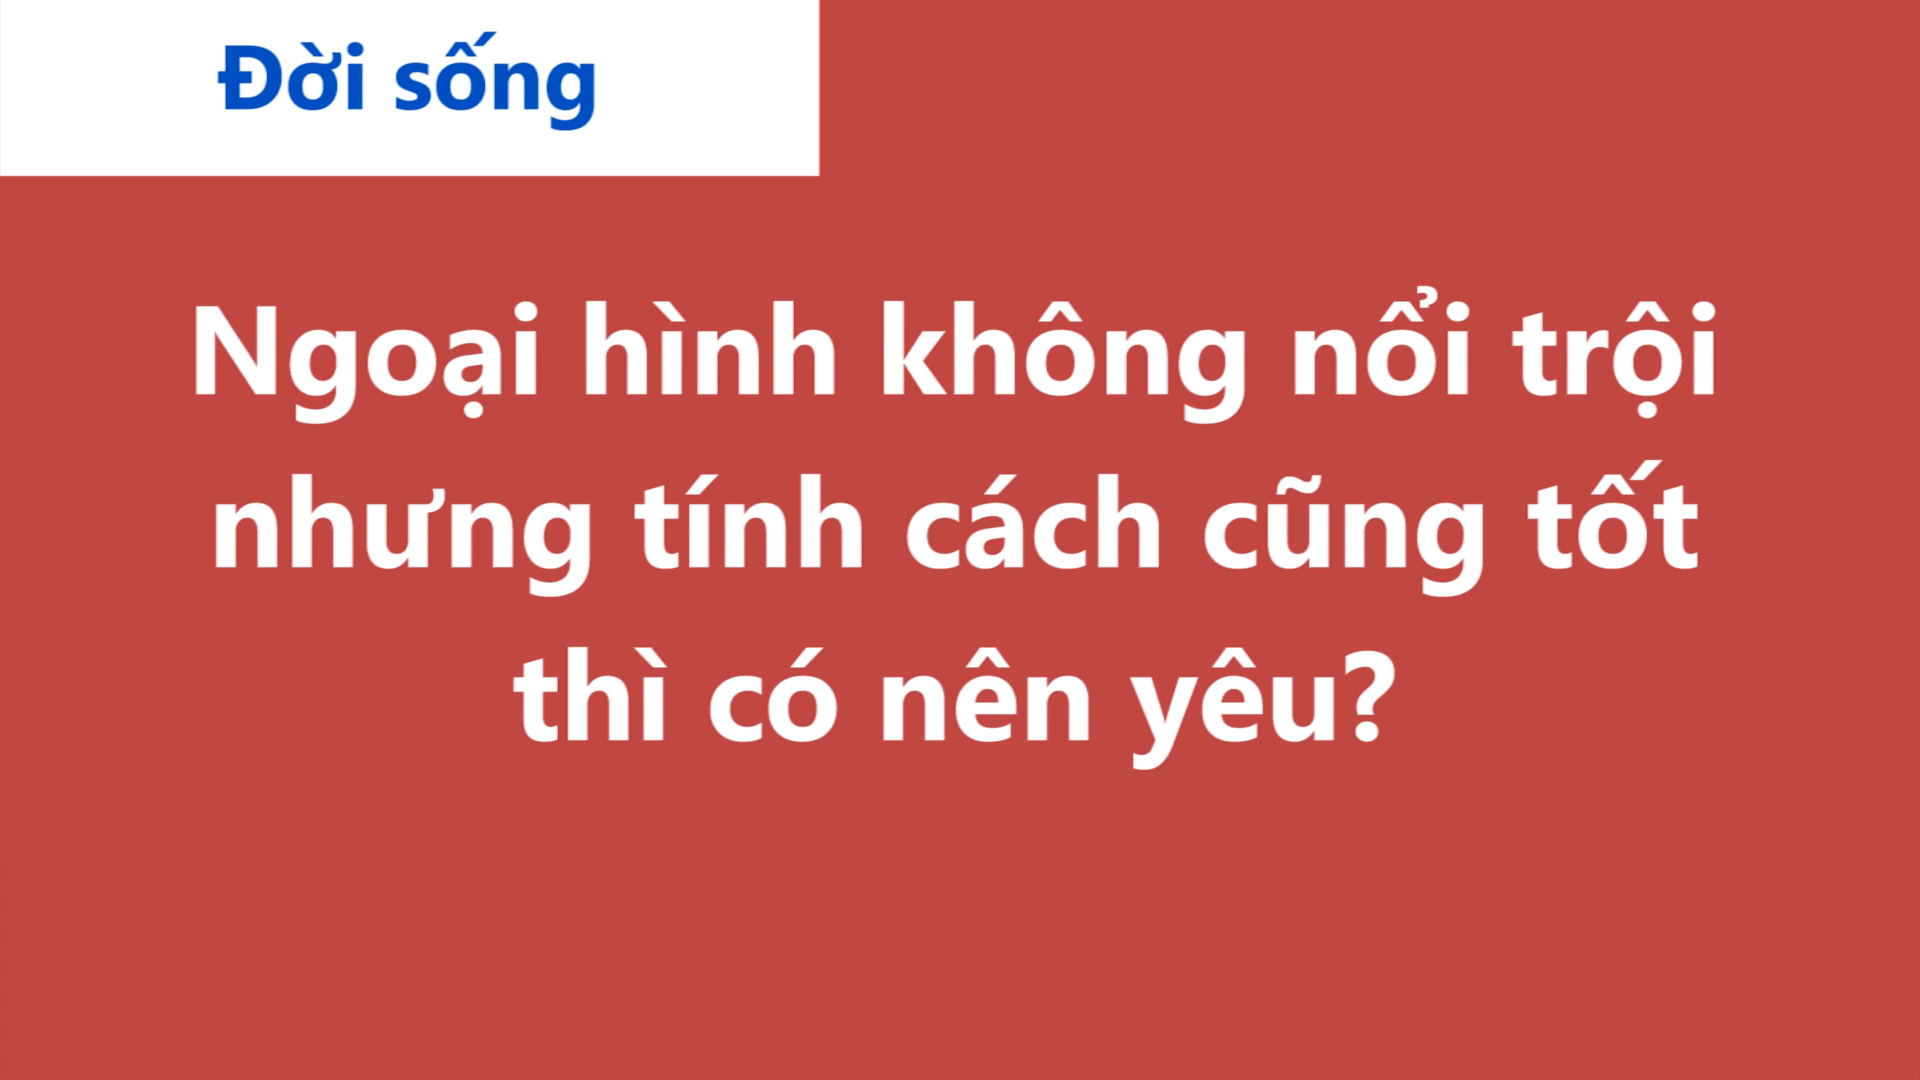 Đời sống
Ngoại hình không nổi trội
nhưng tính cách cũng tốt
thì có nên yêu?